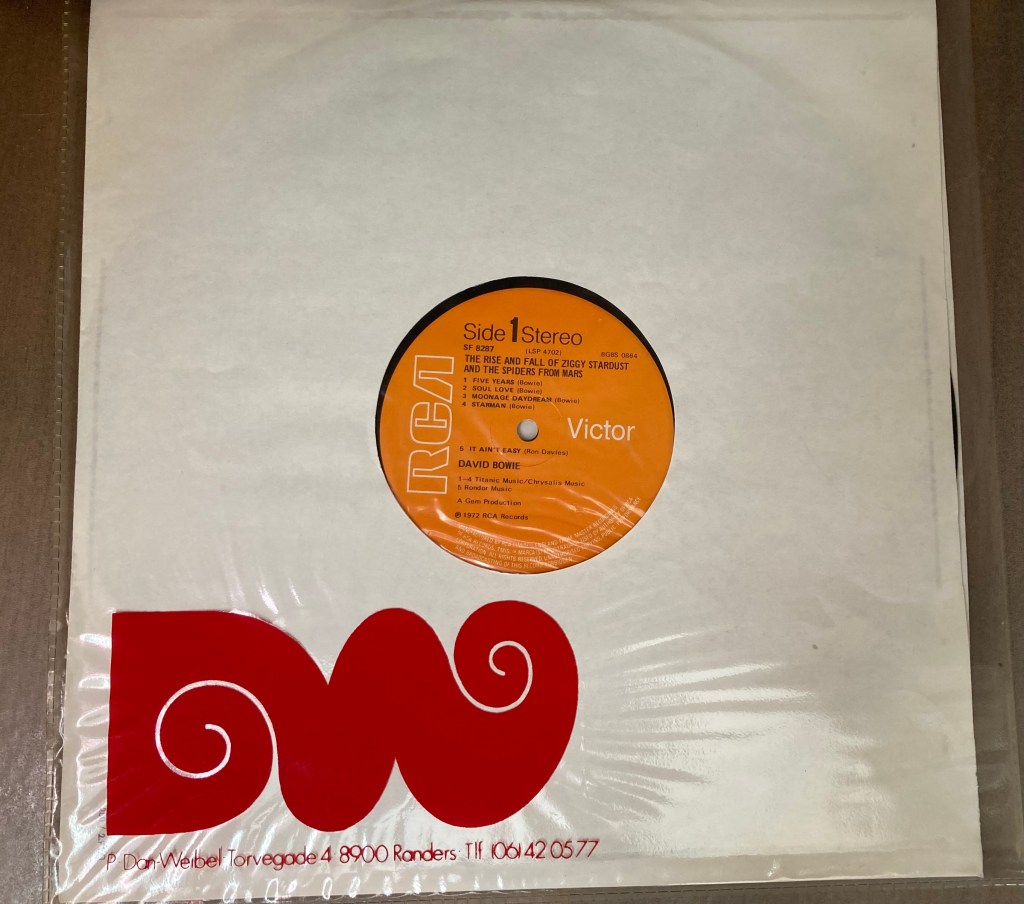 Side 1 Stereo
SF 8287 (LSP 4702) BGBS 0864
THE RISE AND FALL OF ZIGGY STARDUST
AND THE SPIDERS FROM MARS
1 FIVE YEARS (Bowie)
2 SOUL LOVE (Bowie)
3 MOONAGE DAYDREAM (Bowie)
4 STARMAN (Bowie)
RCA
Victor
5 IT AIN'T EASY (Ron Davies)
DAVID BOWIE
1-4 Titanic Music/Chrysalis Music
5 Rondor Music
A Gem Production
℗ 1972 RCA Records
DW
P. Dan-Werbel Torvegade 4 8900 Randers Tlf. (06) 42 05 77